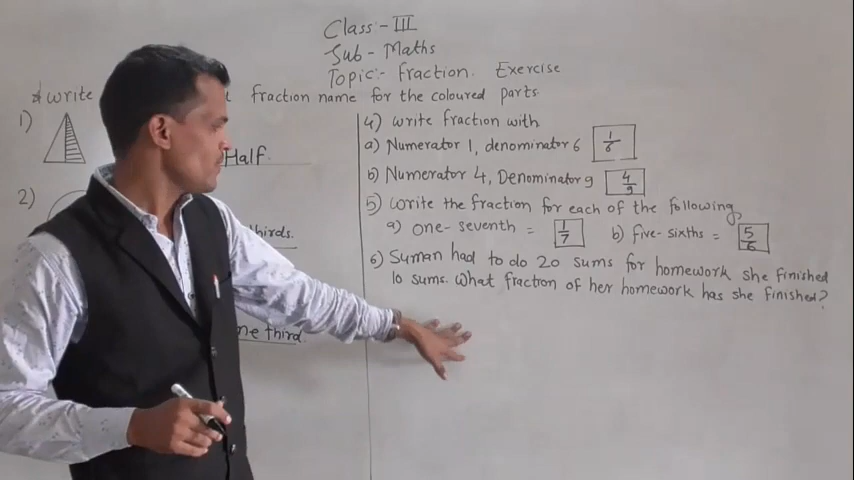 Class:- III
Sub - Maths
Topic:- Fraction. Exercise
write fraction name for the coloured parts.
1)
Half.
2)
thirds.
one third.
4) Write fraction with
a) Numerator 1, denominator 6 1/6
b) Numerator 4, Denominator 9 4/9
5) Write the fraction for each of the following,
a) one-seventh = 1/7 b) five-sixths = 5/6
6) Suman had to do 20 sums for homework she finished
10 sums. What fraction of her homework has she finished?